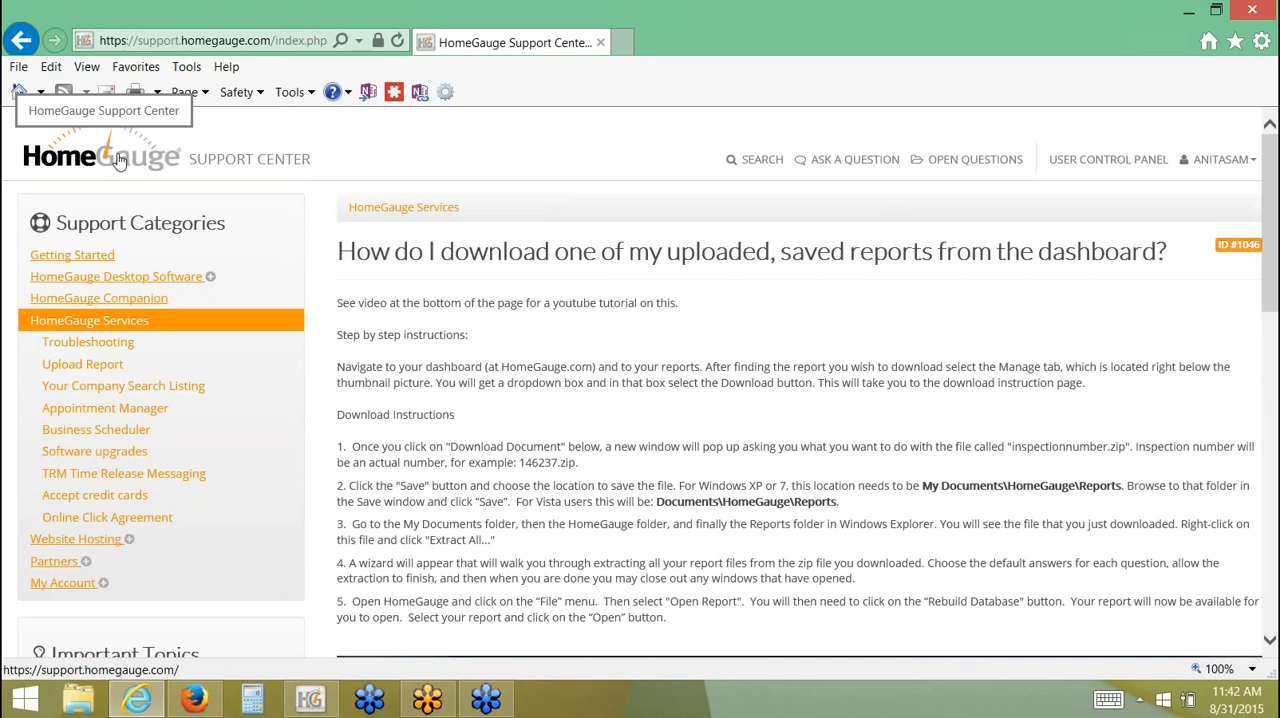 https://support.homegauge.com/index.php
HomeGauge Support Cente...
File Edit View Favorites Tools Help
Page Safety Tools
HomeGauge Support Center
HomeGauge SUPPORT CENTER
SEARCH ASK A QUESTION OPEN QUESTIONS USER CONTROL PANEL ANITASAM
Support Categories
Getting Started
HomeGauge Desktop Software
HomeGauge Companion
HomeGauge Services
Troubleshooting
Upload Report
Your Company Search Listing
Appointment Manager
Business Scheduler
Software upgrades
TRM Time Release Messaging
Accept credit cards
Online Click Agreement
Website Hosting
Partners
My Account
Important Topics
HomeGauge Services
How do I download one of my uploaded, saved reports from the dashboard?
ID #1046
See video at the bottom of the page for a youtube tutorial on this.
Step by step instructions:
Navigate to your dashboard (at HomeGauge.com) and to your reports. After finding the report you wish to download select the Manage tab, which is located right below the
thumbnail picture. You will get a dropdown box and in that box select the Download button. This will take you to the download instruction page.
Download Instructions
1. Once you click on "Download Document" below, a new window will pop up asking you what you want to do with the file called "inspectionnumber.zip". Inspection number will
be an actual number, for example: 146237.zip.
2. Click the "Save" button and choose the location to save the file. For Windows XP or 7, this location needs to be My Documents\HomeGauge\Reports. Browse to that folder in
the Save window and click “Save”. For Vista users this will be: Documents\HomeGauge\Reports.
3. Go to the My Documents folder, then the HomeGauge folder, and finally the Reports folder in Windows Explorer. You will see the file that you just downloaded. Right-click on
this file and click "Extract All..."
4. A wizard will appear that will walk you through extracting all your report files from the zip file you downloaded. Choose the default answers for each question, allow the
extraction to finish, and then when you are done you may close out any windows that have opened.
5. Open HomeGauge and click on the “File” menu. Then select "Open Report". You will then need to click on the “Rebuild Database” button. Your report will now be available for
you to open. Select your report and click on the “Open” button.
https://support.homegauge.com/
100%
11:42 AM
8/31/2015